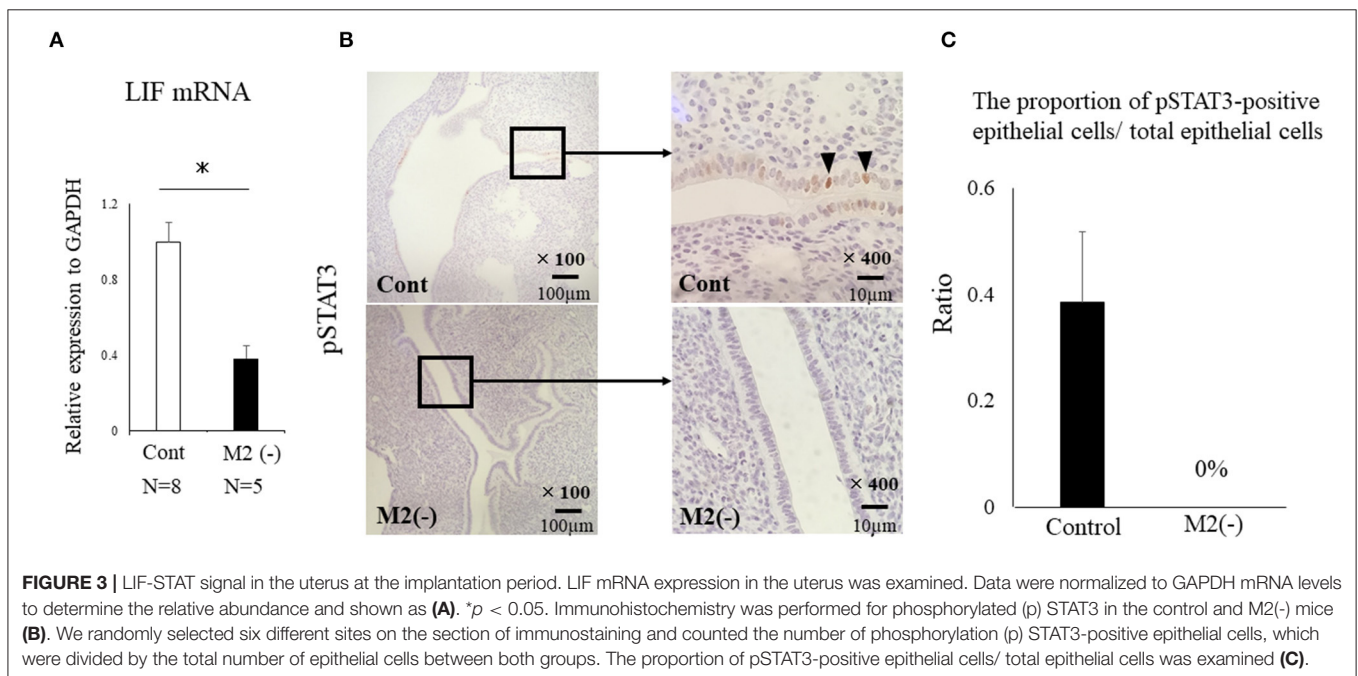 A
LIF mRNA
*
Relative expression to GAPDH
1.2
0.8
0.4
0
Cont
M2 (-)
N=8
N=5
B
pSTAT3
× 100
100μm
Cont
× 400
10μm
× 100
100μm
M2(-)
× 400
10μm
M2(-)
C
The proportion of pSTAT3-positive
epithelial cells/ total epithelial cells
Ratio
0.6
0.4
0.2
0
0%
Control
M2(-)
FIGURE 3 | LIF-STAT signal in the uterus at the implantation period. LIF mRNA expression in the uterus was examined. Data were normalized to GAPDH mRNA levels
to determine the relative abundance and shown as (A). *p < 0.05. Immunohistochemistry was performed for phosphorylated (p) STAT3 in the control and M2(-) mice
(B). We randomly selected six different sites on the section of immunostaining and counted the number of phosphorylation (p) STAT3-positive epithelial cells, which
were divided by the total number of epithelial cells between both groups. The proportion of pSTAT3-positive epithelial cells/ total epithelial cells was examined (C).